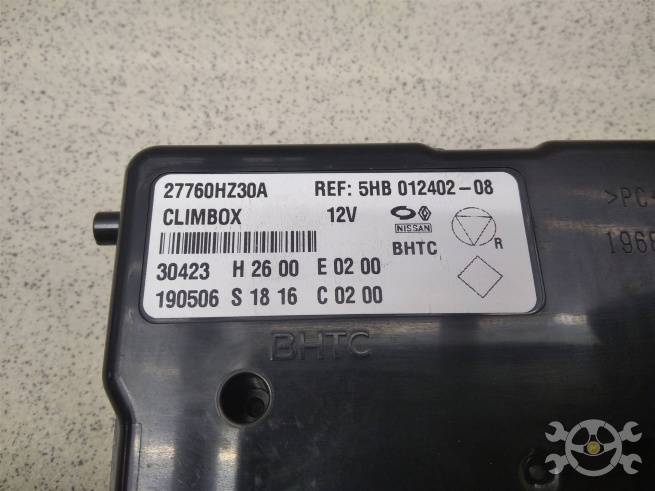 27760HZ30A REF: 5HB 012402-08
CLIMBOX 12V
NISSAN
BHTC R
30423 H 26 00 E 02 00
190506 S 18 16 C 02 00
BHTC
>PC-